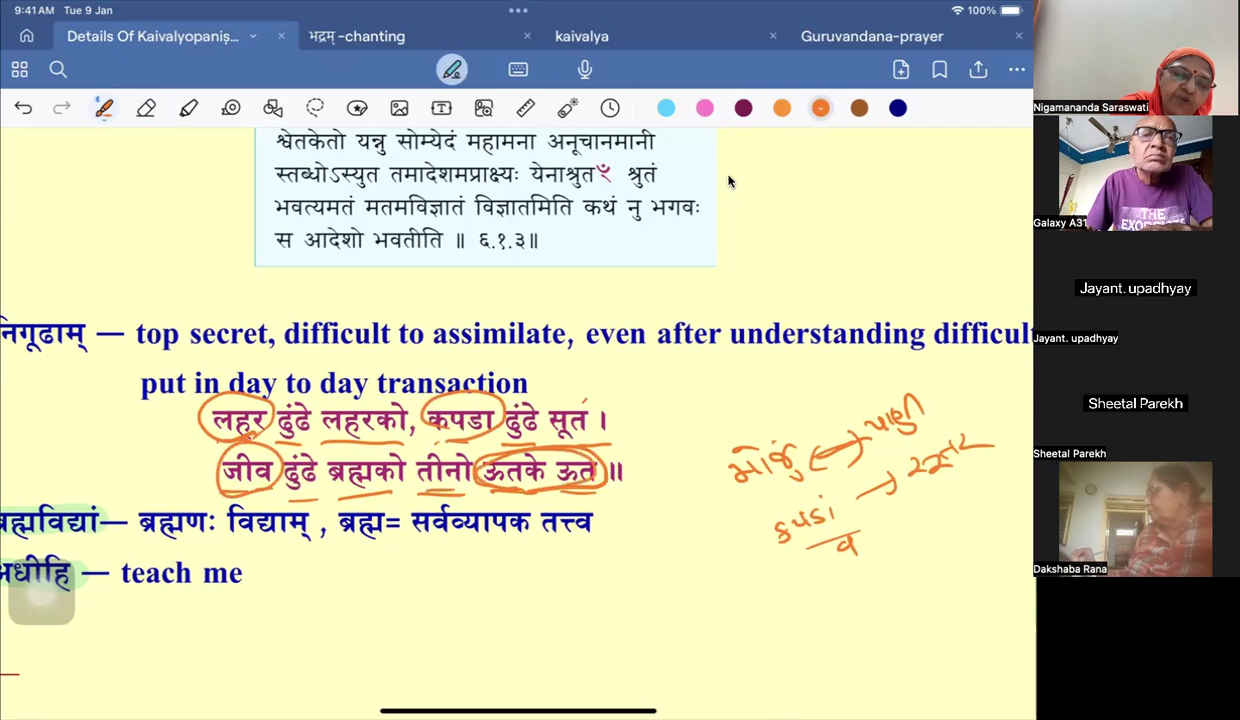 9:41 AM Tue 9 Jan
100%
Details Of Kaivalyopaniṣ...
भद्रम् -chanting
kaivalya
Guruvandana-prayer
श्वेतकेतो यन्नु सोम्येदं महामना अनूचानमानी
स्तब्धोऽस्युत तमादेशमप्राक्ष्यः येनाश्रुतꣳ श्रुतं
भवत्यमतं मतमविज्ञातं विज्ञातमिति कथं नु भगवः
स आदेशो भवतीति ॥ ६.१.३॥
निगूढाम् — top secret, difficult to assimilate, even after understanding difficult
put in day to day transaction
लहर ढुंढे लहरको, कपडा ढुंढे सूत ।
जीव ढुंढे ब्रह्मको तीनो ऊतके ऊत ॥
ब्रह्मविद्यां— ब्रह्मणः विद्याम् , ब्रह्म= सर्वव्यापक तत्त्व
अधीहि — teach me
પાણી
કપડાં
Nigamananda Saraswati
Galaxy A31
Jayant. upadhyay
Jayant. upadhyay
Sheetal Parekh
Sheetal Parekh
Dakshaba Rana
THE